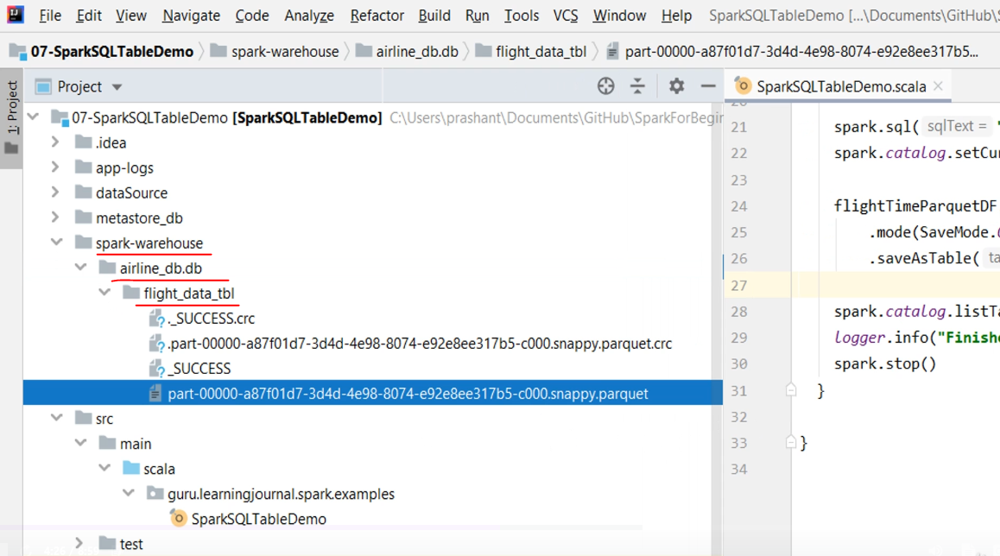 File Edit View Navigate Code Analyze Refactor Build Run Tools VCS Window Help SparkSQLTableDemo [...\Documents\GitHub\
07-SparkSQLTableDemo spark-warehouse airline_db.db flight_data_tbl part-00000-a87f01d7-3d4d-4e98-8074-e92e8ee317b5...
1: Project
Project
SparkSQLTableDemo.scala
07-SparkSQLTableDemo [SparkSQLTableDemo] C:\Users\prashant\Documents\GitHub\SparkForBegin
.idea
app-logs
dataSource
metastore_db
spark-warehouse
airline_db.db
flight_data_tbl
._SUCCESS.crc
.part-00000-a87f01d7-3d4d-4e98-8074-e92e8ee317b5-c000.snappy.parquet.crc
_SUCCESS
part-00000-a87f01d7-3d4d-4e98-8074-e92e8ee317b5-c000.snappy.parquet
src
main
scala
guru.learningjournal.spark.examples
SparkSQLTableDemo
test
21 spark.sql( sqlText = "
22 spark.catalog.setCur
23
24 flightTimeParquetDF
25 .mode(SaveMode.
26 .saveAsTable( ta
27
28 spark.catalog.listTa
29 logger.info("Finishe
30 spark.stop()
31 }
32
33 }
34